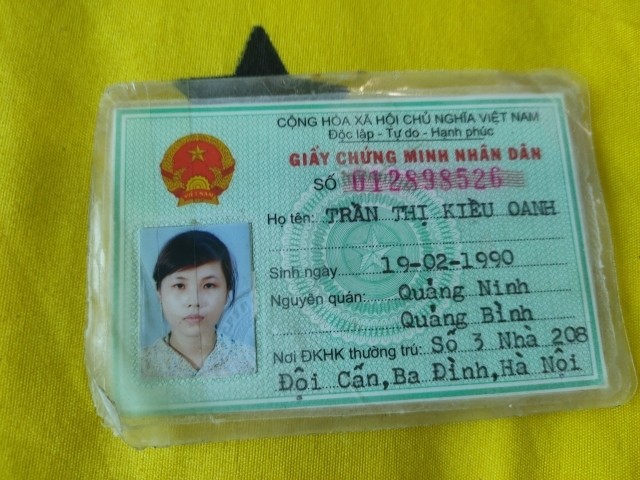 CỘNG HÒA XÃ HỘI CHỦ NGHĨA VIỆT NAM
Độc lập - Tự do - Hạnh phúc
GIẤY CHỨNG MINH NHÂN DÂN
SỐ 012898526
Họ tên: TRẦN THỊ KIỀU OANH
Sinh ngày 19-02-1990
Nguyên quán: Quảng Ninh
Quảng Bình
Nơi ĐKHK thường trú: Số 3 Nhà 208
Đội Cấn, Ba Đình, Hà Nội
VIỆT NAM